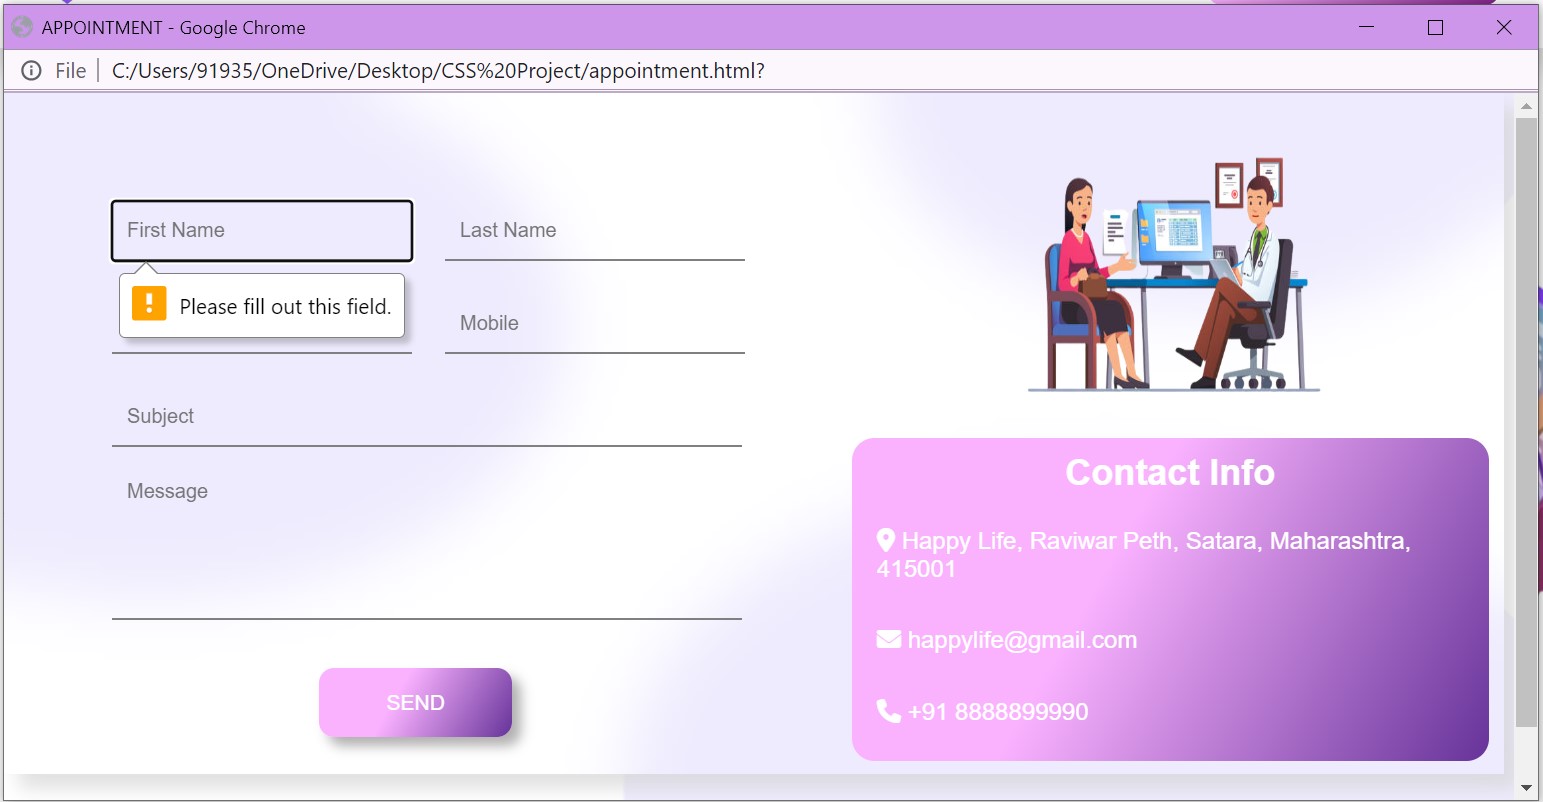 APPOINTMENT - Google Chrome
File C:/Users/91935/OneDrive/Desktop/CSS%20Project/appointment.html?
First Name
Last Name
Please fill out this field.
Mobile
Subject
Message
SEND
Contact Info
Happy Life, Raviwar Peth, Satara, Maharashtra,
415001
happylife@gmail.com
+91 8888899990